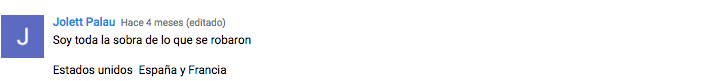 J
Jolett Palau Hace 4 meses (editado)
Soy toda la sobra de lo que se robaron
Estados unidos España y Francia